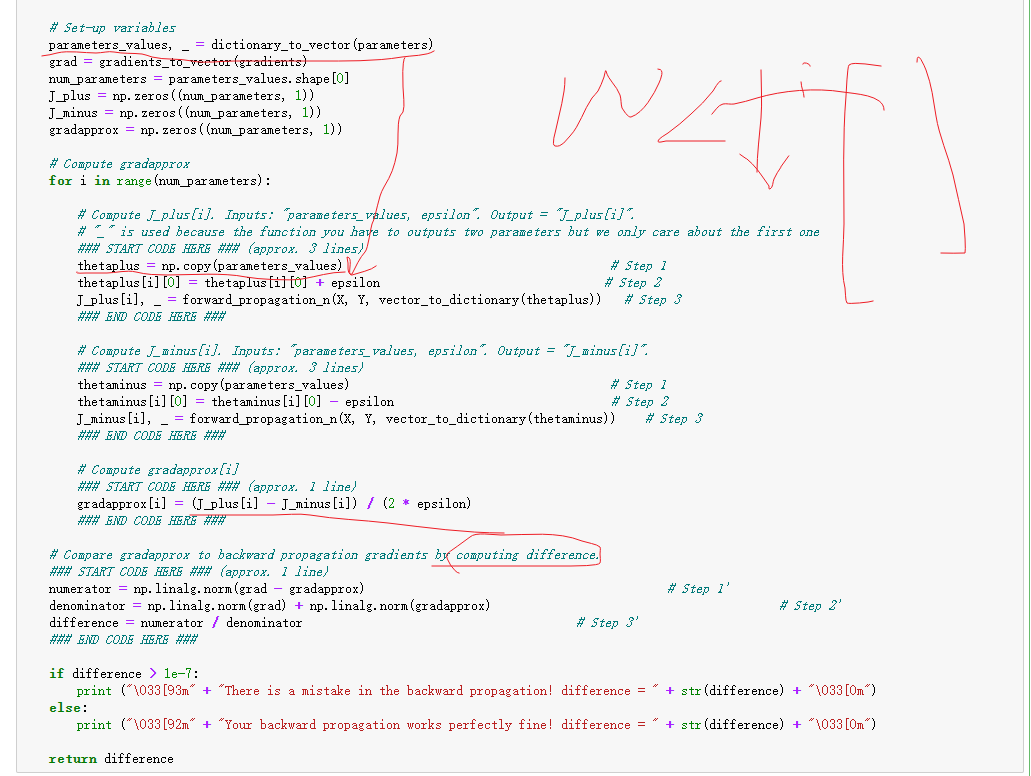 # Set-up variables
parameters_values, _ = dictionary_to_vector(parameters)
grad = gradients_to_vector(gradients)
num_parameters = parameters_values.shape[0]
J_plus = np.zeros((num_parameters, 1))
J_minus = np.zeros((num_parameters, 1))
gradapprox = np.zeros((num_parameters, 1))
# Compute gradapprox
for i in range(num_parameters):
# Compute J_plus[i]. Inputs: "parameters_values, epsilon". Output = "J_plus[i]".
# "_" is used because the function you have to outputs two parameters but we only care about the first one
### START CODE HERE ### (approx. 3 lines)
thetaplus = np.copy(parameters_values) # Step 1
thetaplus[i][0] = thetaplus[i][0] + epsilon # Step 2
J_plus[i], _ = forward_propagation_n(X, Y, vector_to_dictionary(thetaplus)) # Step 3
### END CODE HERE ###
# Compute J_minus[i]. Inputs: "parameters_values, epsilon". Output = "J_minus[i]".
### START CODE HERE ### (approx. 3 lines)
thetaminus = np.copy(parameters_values) # Step 1
thetaminus[i][0] = thetaminus[i][0] - epsilon # Step 2
J_minus[i], _ = forward_propagation_n(X, Y, vector_to_dictionary(thetaminus)) # Step 3
### END CODE HERE ###
# Compute gradapprox[i]
### START CODE HERE ### (approx. 1 line)
gradapprox[i] = (J_plus[i] - J_minus[i]) / (2 * epsilon)
### END CODE HERE ###
# Compare gradapprox to backward propagation gradients by computing difference.
### START CODE HERE ### (approx. 1 line)
numerator = np.linalg.norm(grad - gradapprox) # Step 1'
denominator = np.linalg.norm(grad) + np.linalg.norm(gradapprox) # Step 2'
difference = numerator / denominator # Step 3'
### END CODE HERE ###
if difference > 1e-7:
print ("\033[93m" + "There is a mistake in the backward propagation! difference = " + str(difference) + "\033[0m")
else:
print ("\033[92m" + "Your backward propagation works perfectly fine! difference = " + str(difference) + "\033[0m")
return difference